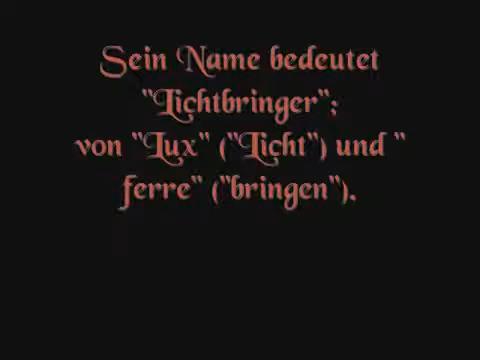 Sein Name bedeutet
"Lichtbringer";
von "Lux" ("Licht") und "
ferre" ("bringen").